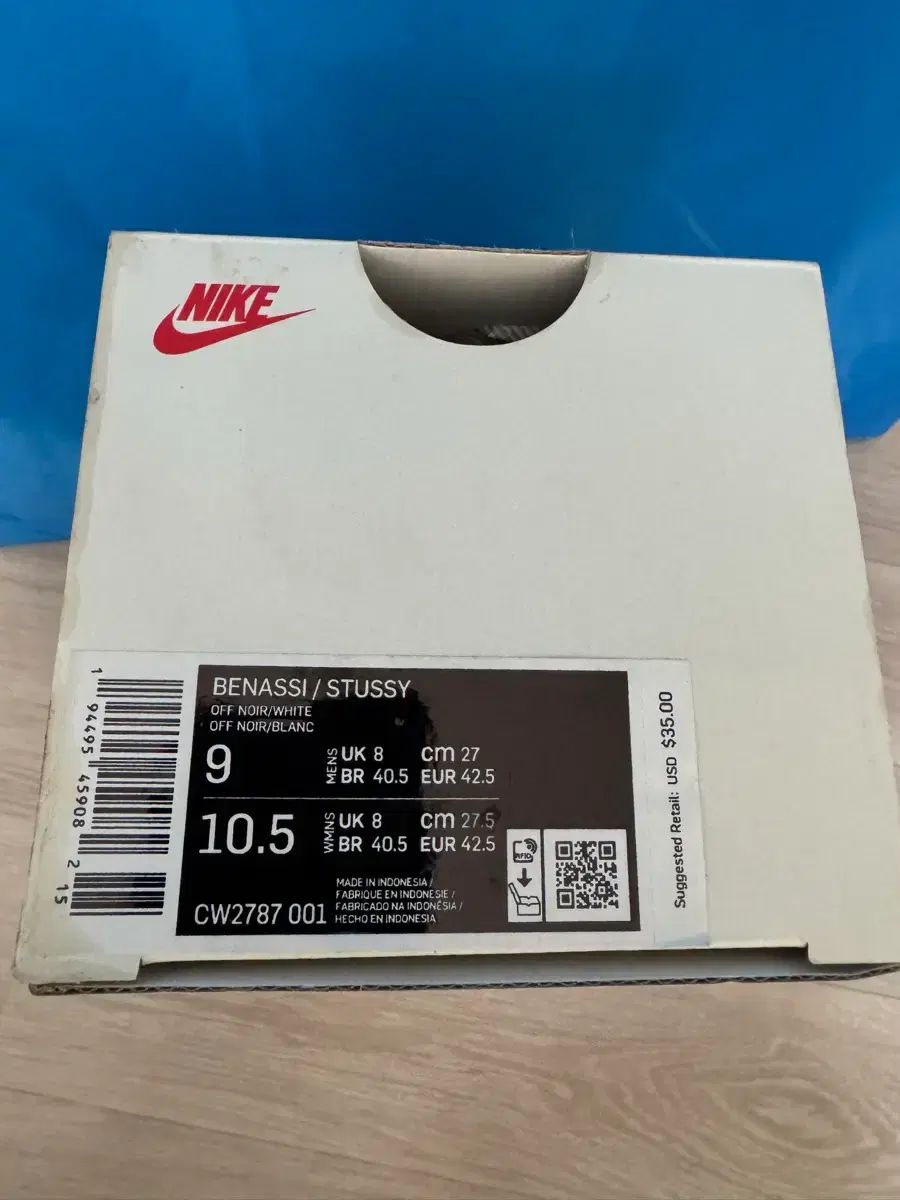 NIKE
BENASSI / STUSSY
OFF NOIR/WHITE
OFF NOIR/BLANC
9 MENS UK 8 cm 27
BR 40.5 EUR 42.5
10.5 WMNS UK 8 cm 27.5
BR 40.5 EUR 42.5
CW2787 001
MADE IN INDONESIA /
FABRIQUE EN INDONESIE /
FABRICADO NA INDONÉSIA /
HECHO EN INDONESIA
RFID
1 94495 45908 2 15
Suggested Retail: USD $35.00